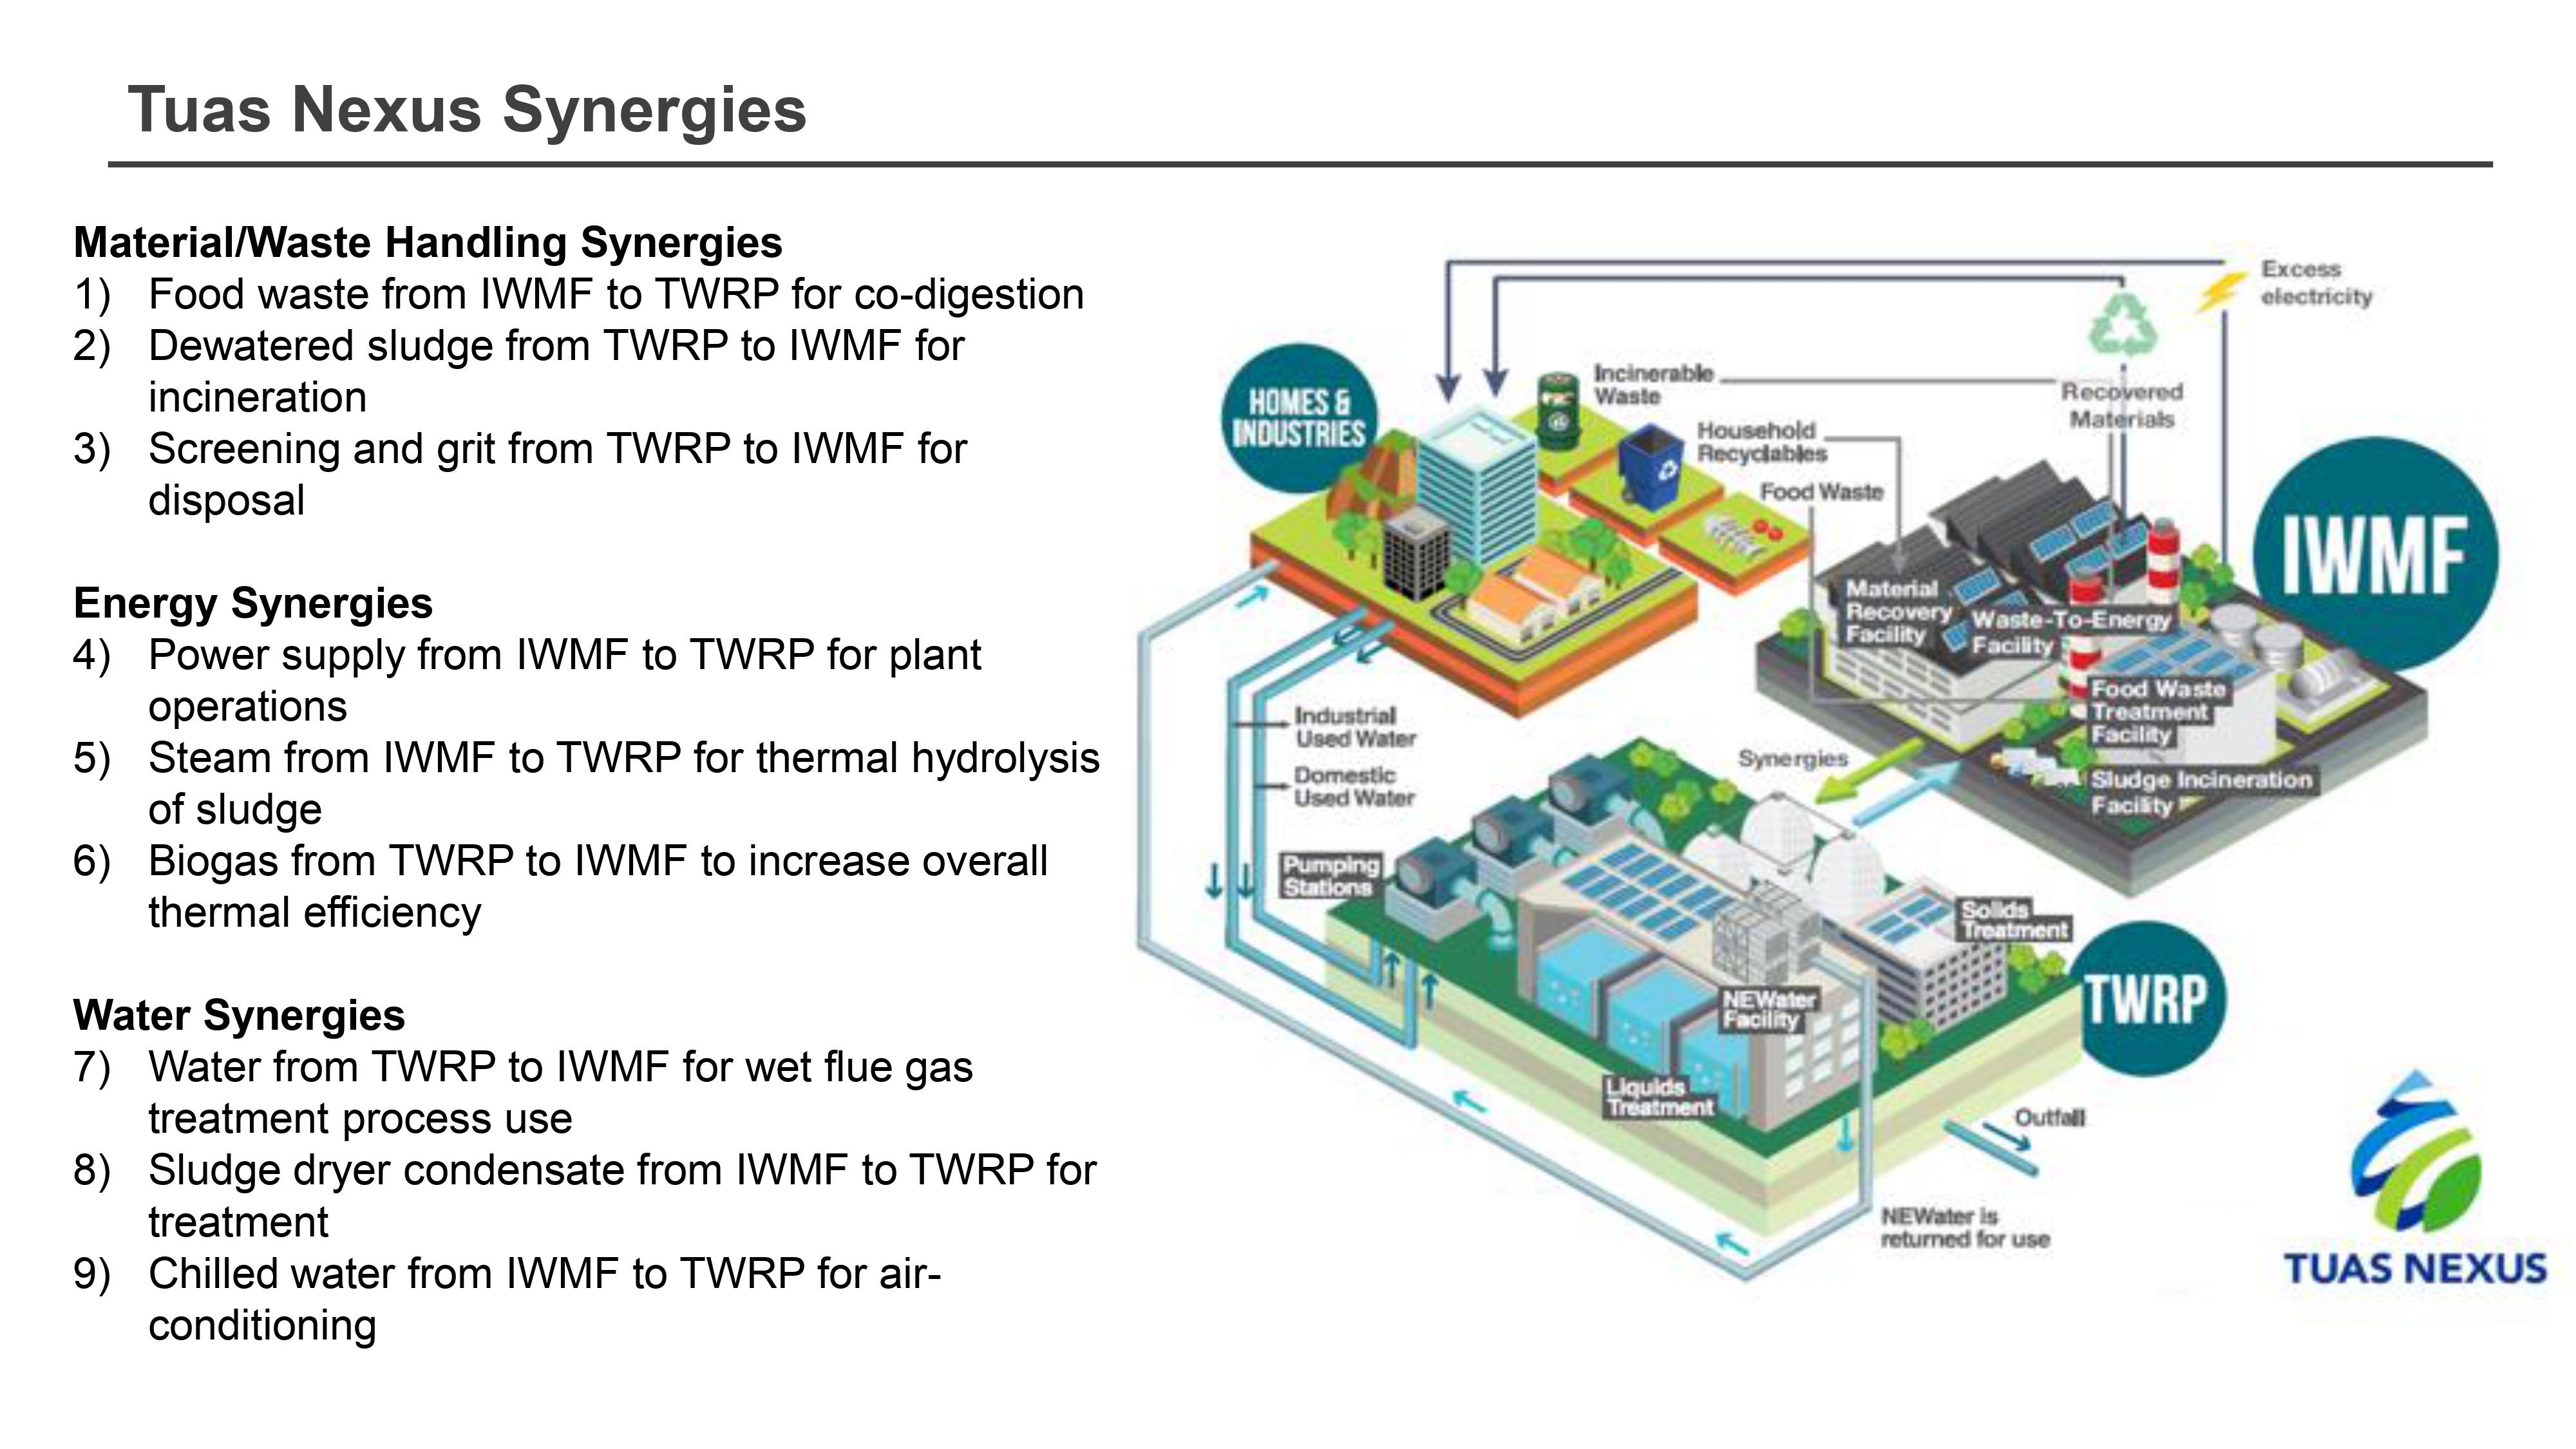 Tuas Nexus Synergies
Material/Waste Handling Synergies
1) Food waste from IWMF to TWRP for co-digestion
2) Dewatered sludge from TWRP to IWMF for
incineration
3) Screening and grit from TWRP to IWMF for
disposal
Energy Synergies
4) Power supply from IWMF to TWRP for plant
operations
5) Steam from IWMF to TWRP for thermal hydrolysis
of sludge
6) Biogas from TWRP to IWMF to increase overall
thermal efficiency
Water Synergies
7) Water from TWRP to IWMF for wet flue gas
treatment process use
8) Sludge dryer condensate from IWMF to TWRP for
treatment
9) Chilled water from IWMF to TWRP for air-
conditioning
Excess
electricity
HOMES &
INDUSTRIES
Incinerable
Waste
Recovered
Materials
Household
Recyclables
Food Waste
IWMF
Material
Recovery
Facility
Waste-To-Energy
Facility
Food Waste
Treatment
Facility
Sludge Incineration
Facility
Industrial
Used Water
Domestic
Used Water
Synergies
Pumping
Stations
Solids
Treatment
TWRP
NEWater
Facility
Liquids
Treatment
Outfall
NEWater is
returned for use
TUAS NEXUS